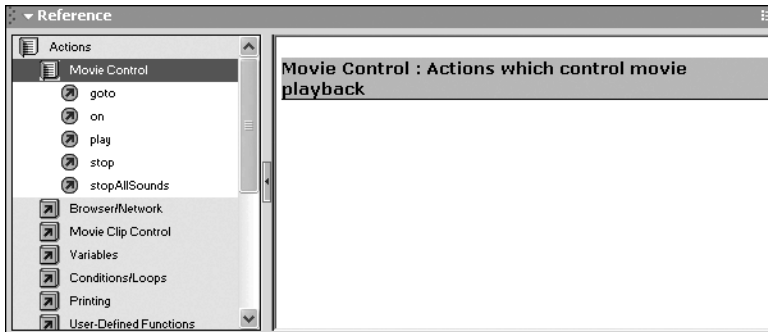 Reference
Actions
Movie Control
goto
on
play
stop
stopAllSounds
Browser/Network
Movie Clip Control
Variables
Conditions/Loops
Printing
User-Defined Functions
Movie Control : Actions which control movie
playback